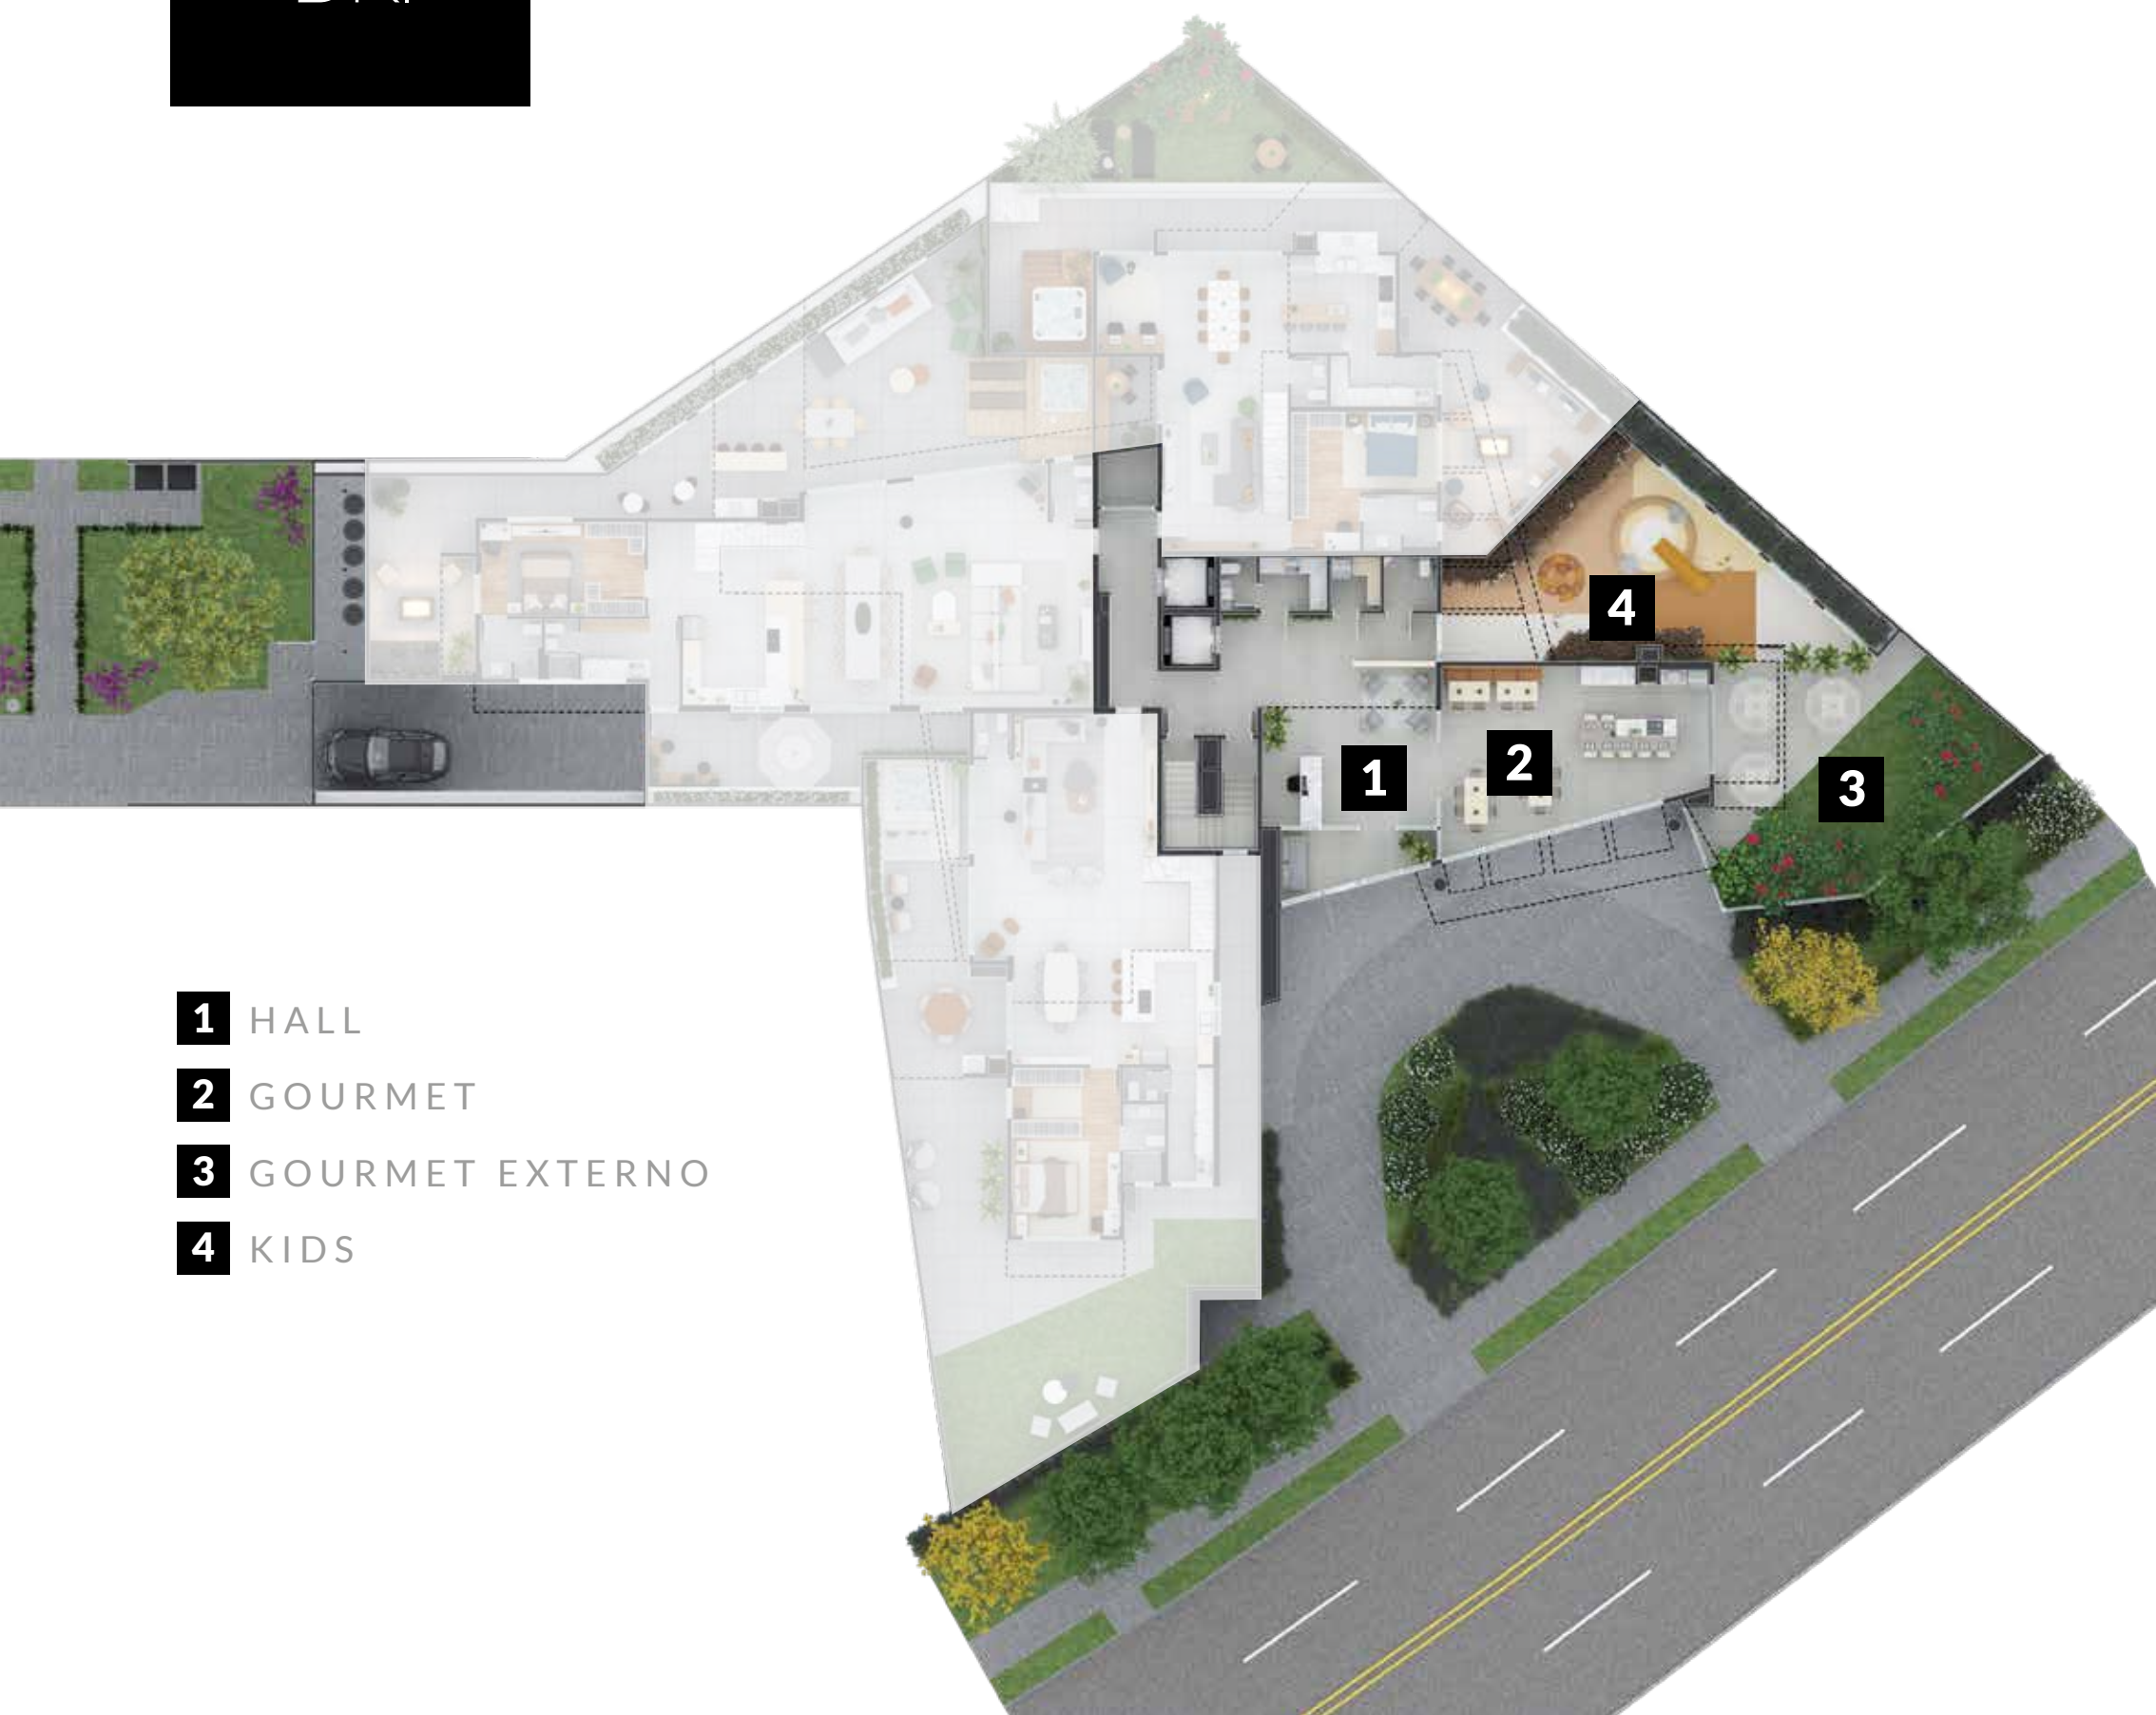 4
1
2
3
1 HALL
2 GOURMET
3 GOURMET EXTERNO
4 KIDS